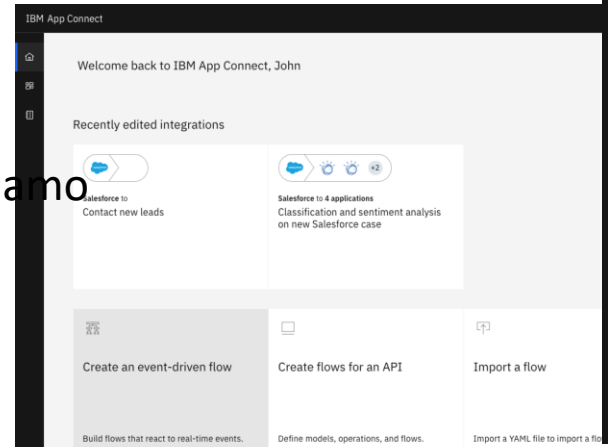 IBM App Connect
Welcome back to IBM App Connect, John
Recently edited integrations
+2
amo
Salesforce to
Contact new leads
Salesforce to 4 applications
Classification and sentiment analysis
on new Salesforce case
Create an event-driven flow
Build flows that react to real-time events.
Create flows for an API
Define models, operations, and flows.
Import a flow
Import a YAML file to import a flo